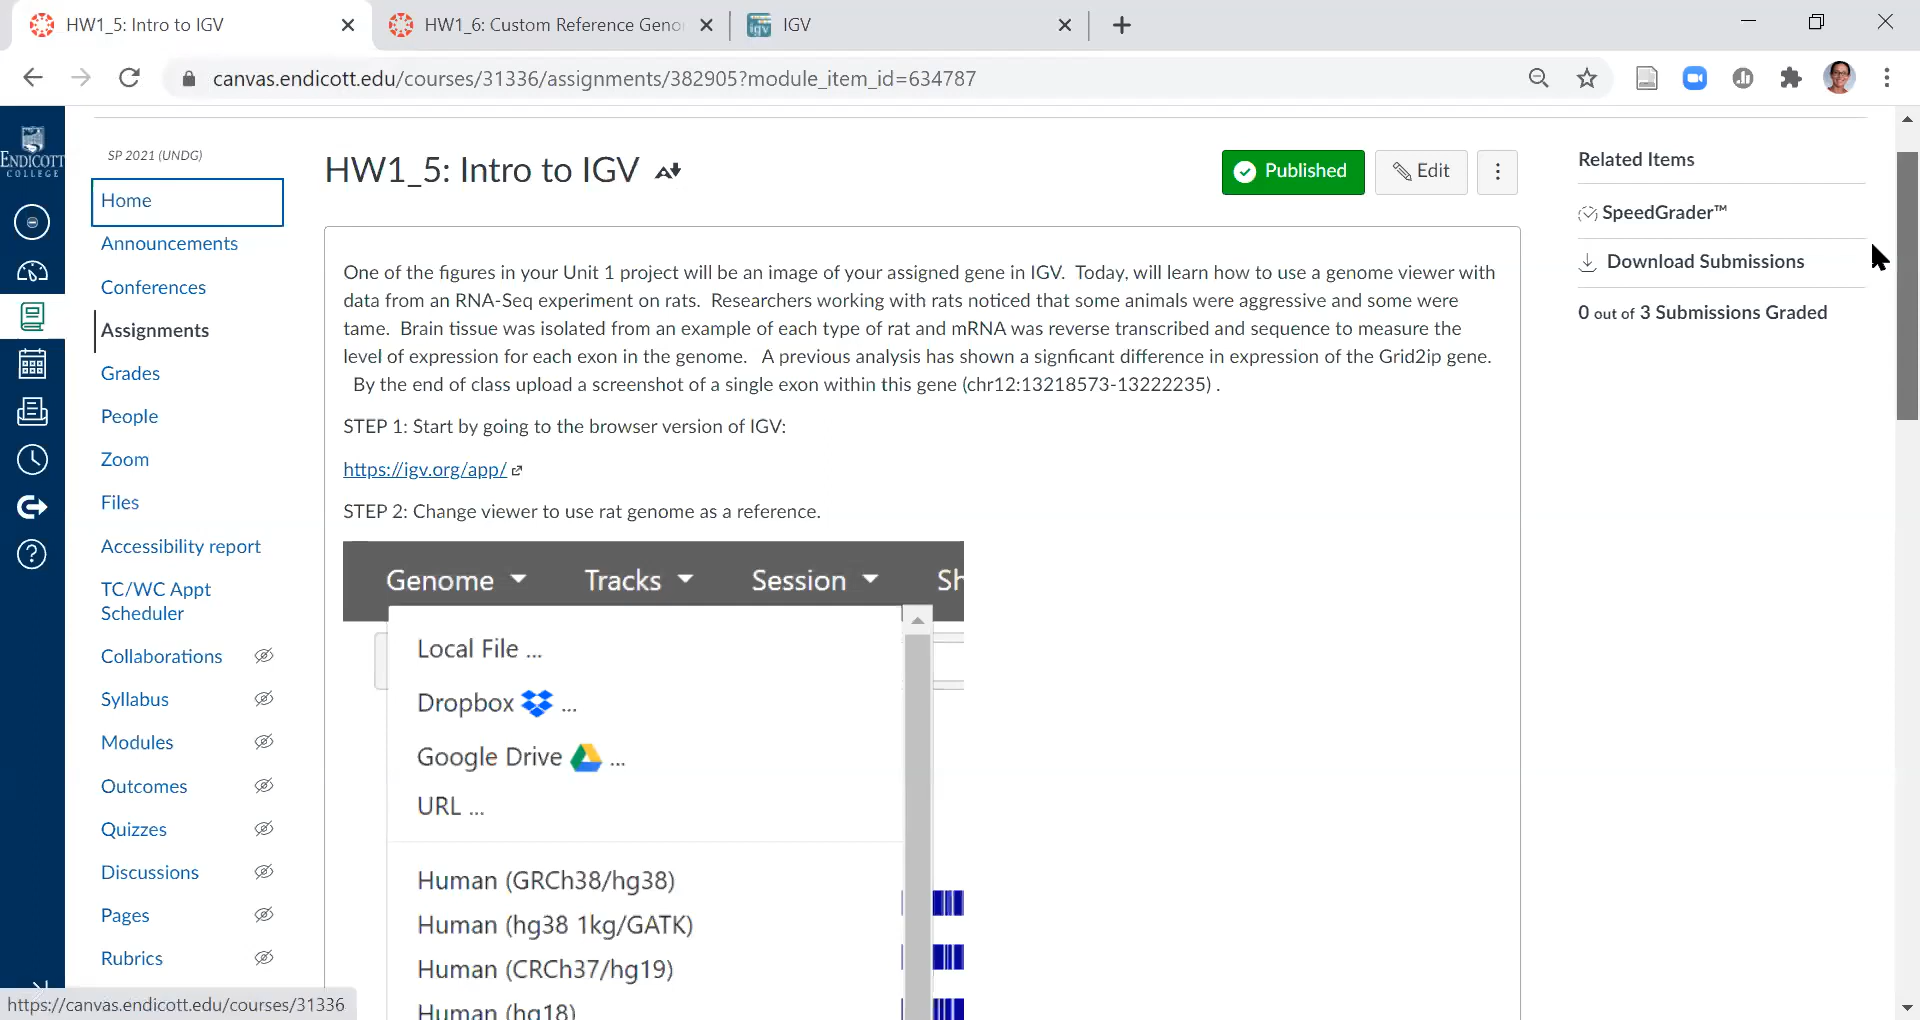 HW1_5: Intro to IGV
HW1_6: Custom Reference Geno
IGV
canvas.endicott.edu/courses/31336/assignments/382905?module_item_id=634787
ENDICOTT
COLLEGE
SP 2021 (UNDG)
Home
Announcements
Conferences
Assignments
Grades
People
Zoom
Files
Accessibility report
TC/WC Appt
Scheduler
Collaborations
Syllabus
Modules
Outcomes
Quizzes
Discussions
Pages
Rubrics
https://canvas.endicott.edu/courses/31336
HW1_5: Intro to IGV
Published
Edit
One of the figures in your Unit 1 project will be an image of your assigned gene in IGV.  Today, will learn how to use a genome viewer with
data from an RNA-Seq experiment on rats.  Researchers working with rats noticed that some animals were aggressive and some were
tame.  Brain tissue was isolated from an example of each type of rat and mRNA was reverse transcribed and sequence to measure the
level of expression for each exon in the genome.   A previous analysis has shown a signficant difference in expression of the Grid2ip gene.
By the end of class upload a screenshot of a single exon within this gene (chr12:13218573-13222235) .
STEP 1: Start by going to the browser version of IGV:
https://igv.org/app/
STEP 2: Change viewer to use rat genome as a reference.
Genome Tracks Session Sh
Local File ...
Dropbox ...
Google Drive ...
URL ...
Human (GRCh38/hg38)
Human (hg38 1kg/GATK)
Human (CRCh37/hg19)
Human (hg18)
Related Items
SpeedGrader™
Download Submissions
0 out of 3 Submissions Graded